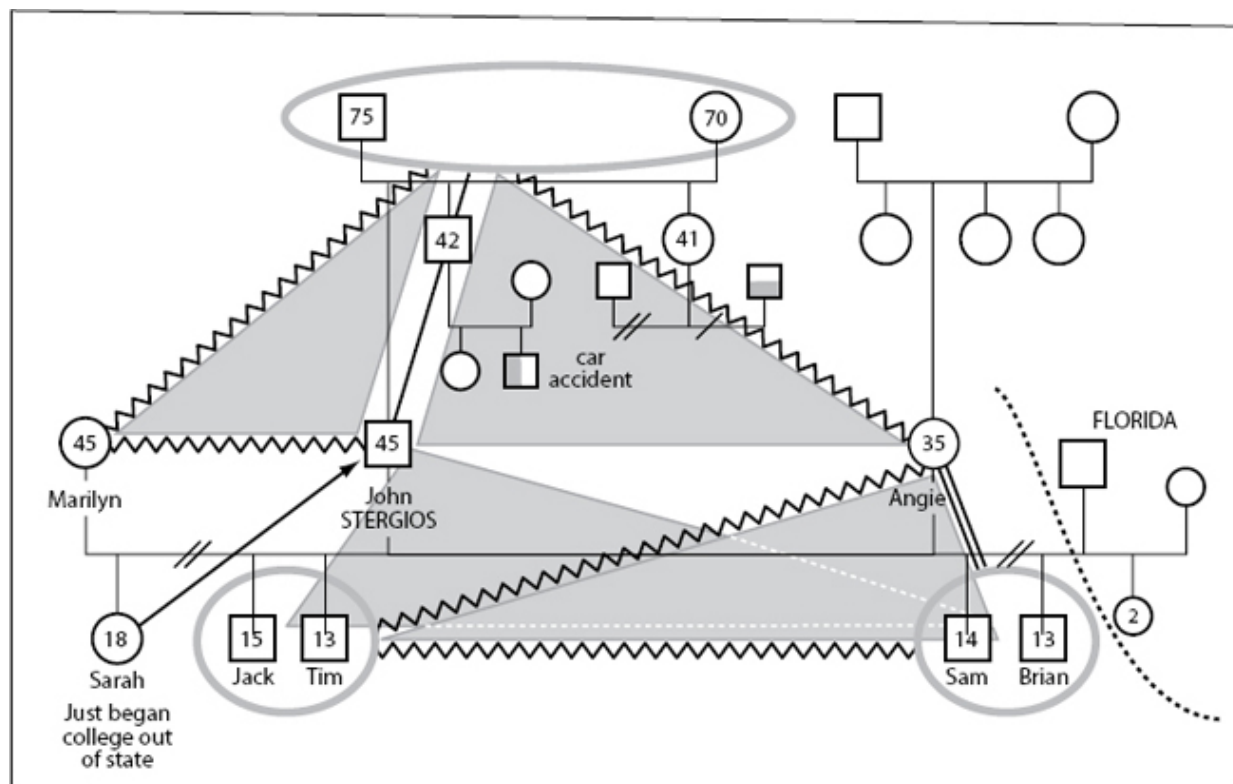 75
70
42
41
car
accident
45
45
35
FLORIDA
Marilyn
John
STERGIOS
Angie
18
15
13
14
13
2
Sarah
Jack
Tim
Sam
Brian
Just began
college out
of state